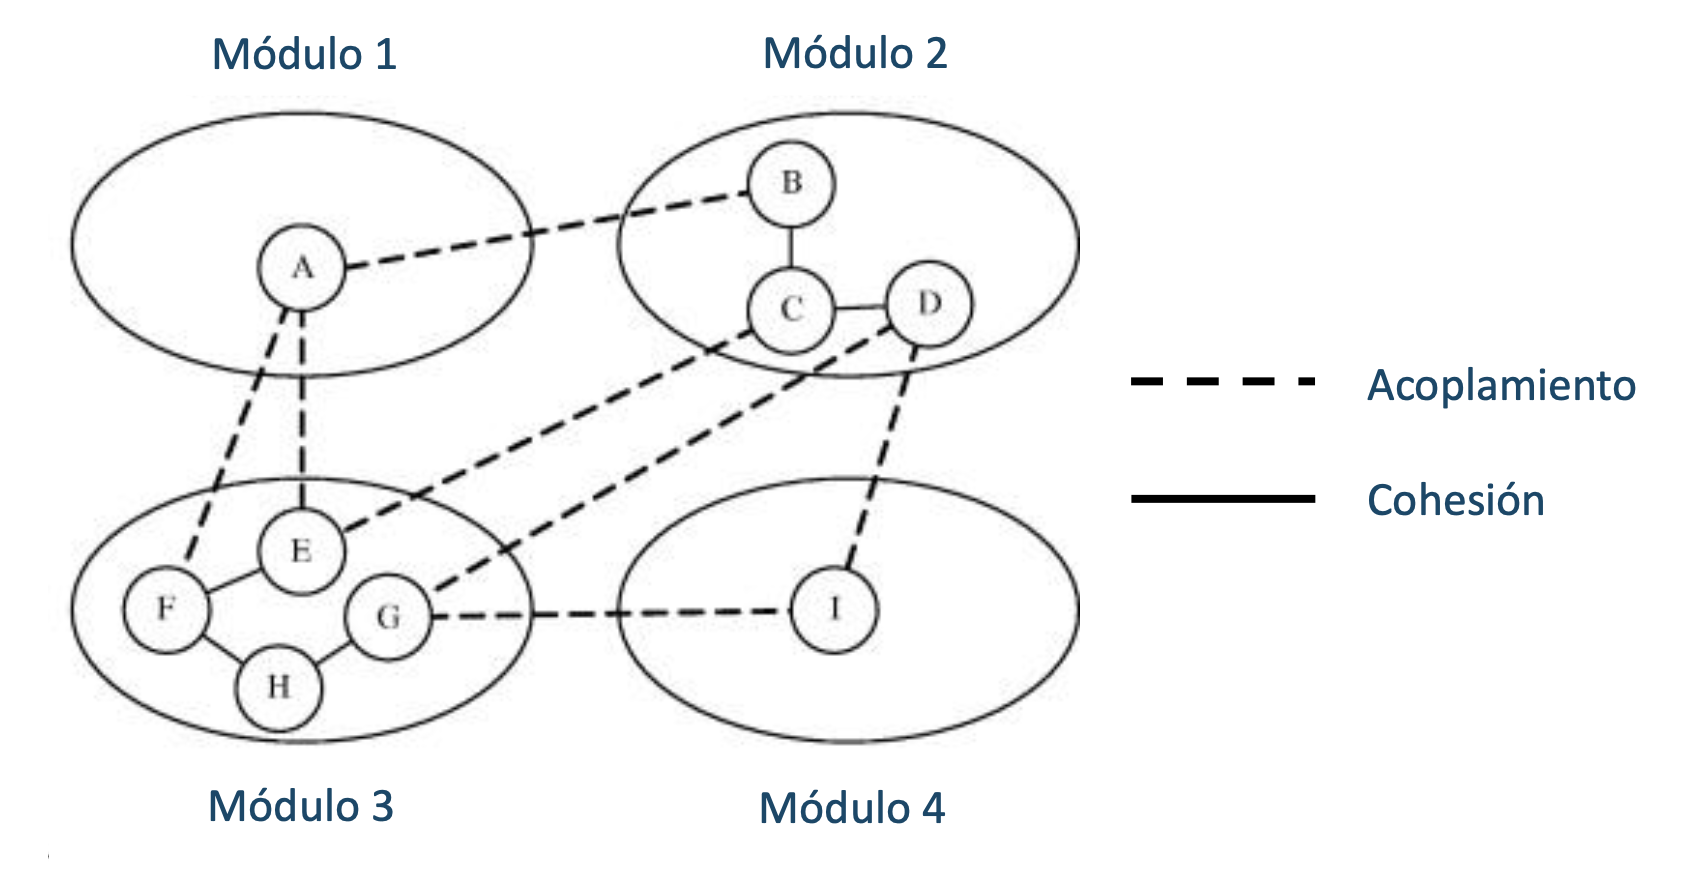 Módulo 1
Módulo 2
B
A
C
D
Acoplamiento
Cohesión
E
F
G
I
H
Módulo 3
Módulo 4